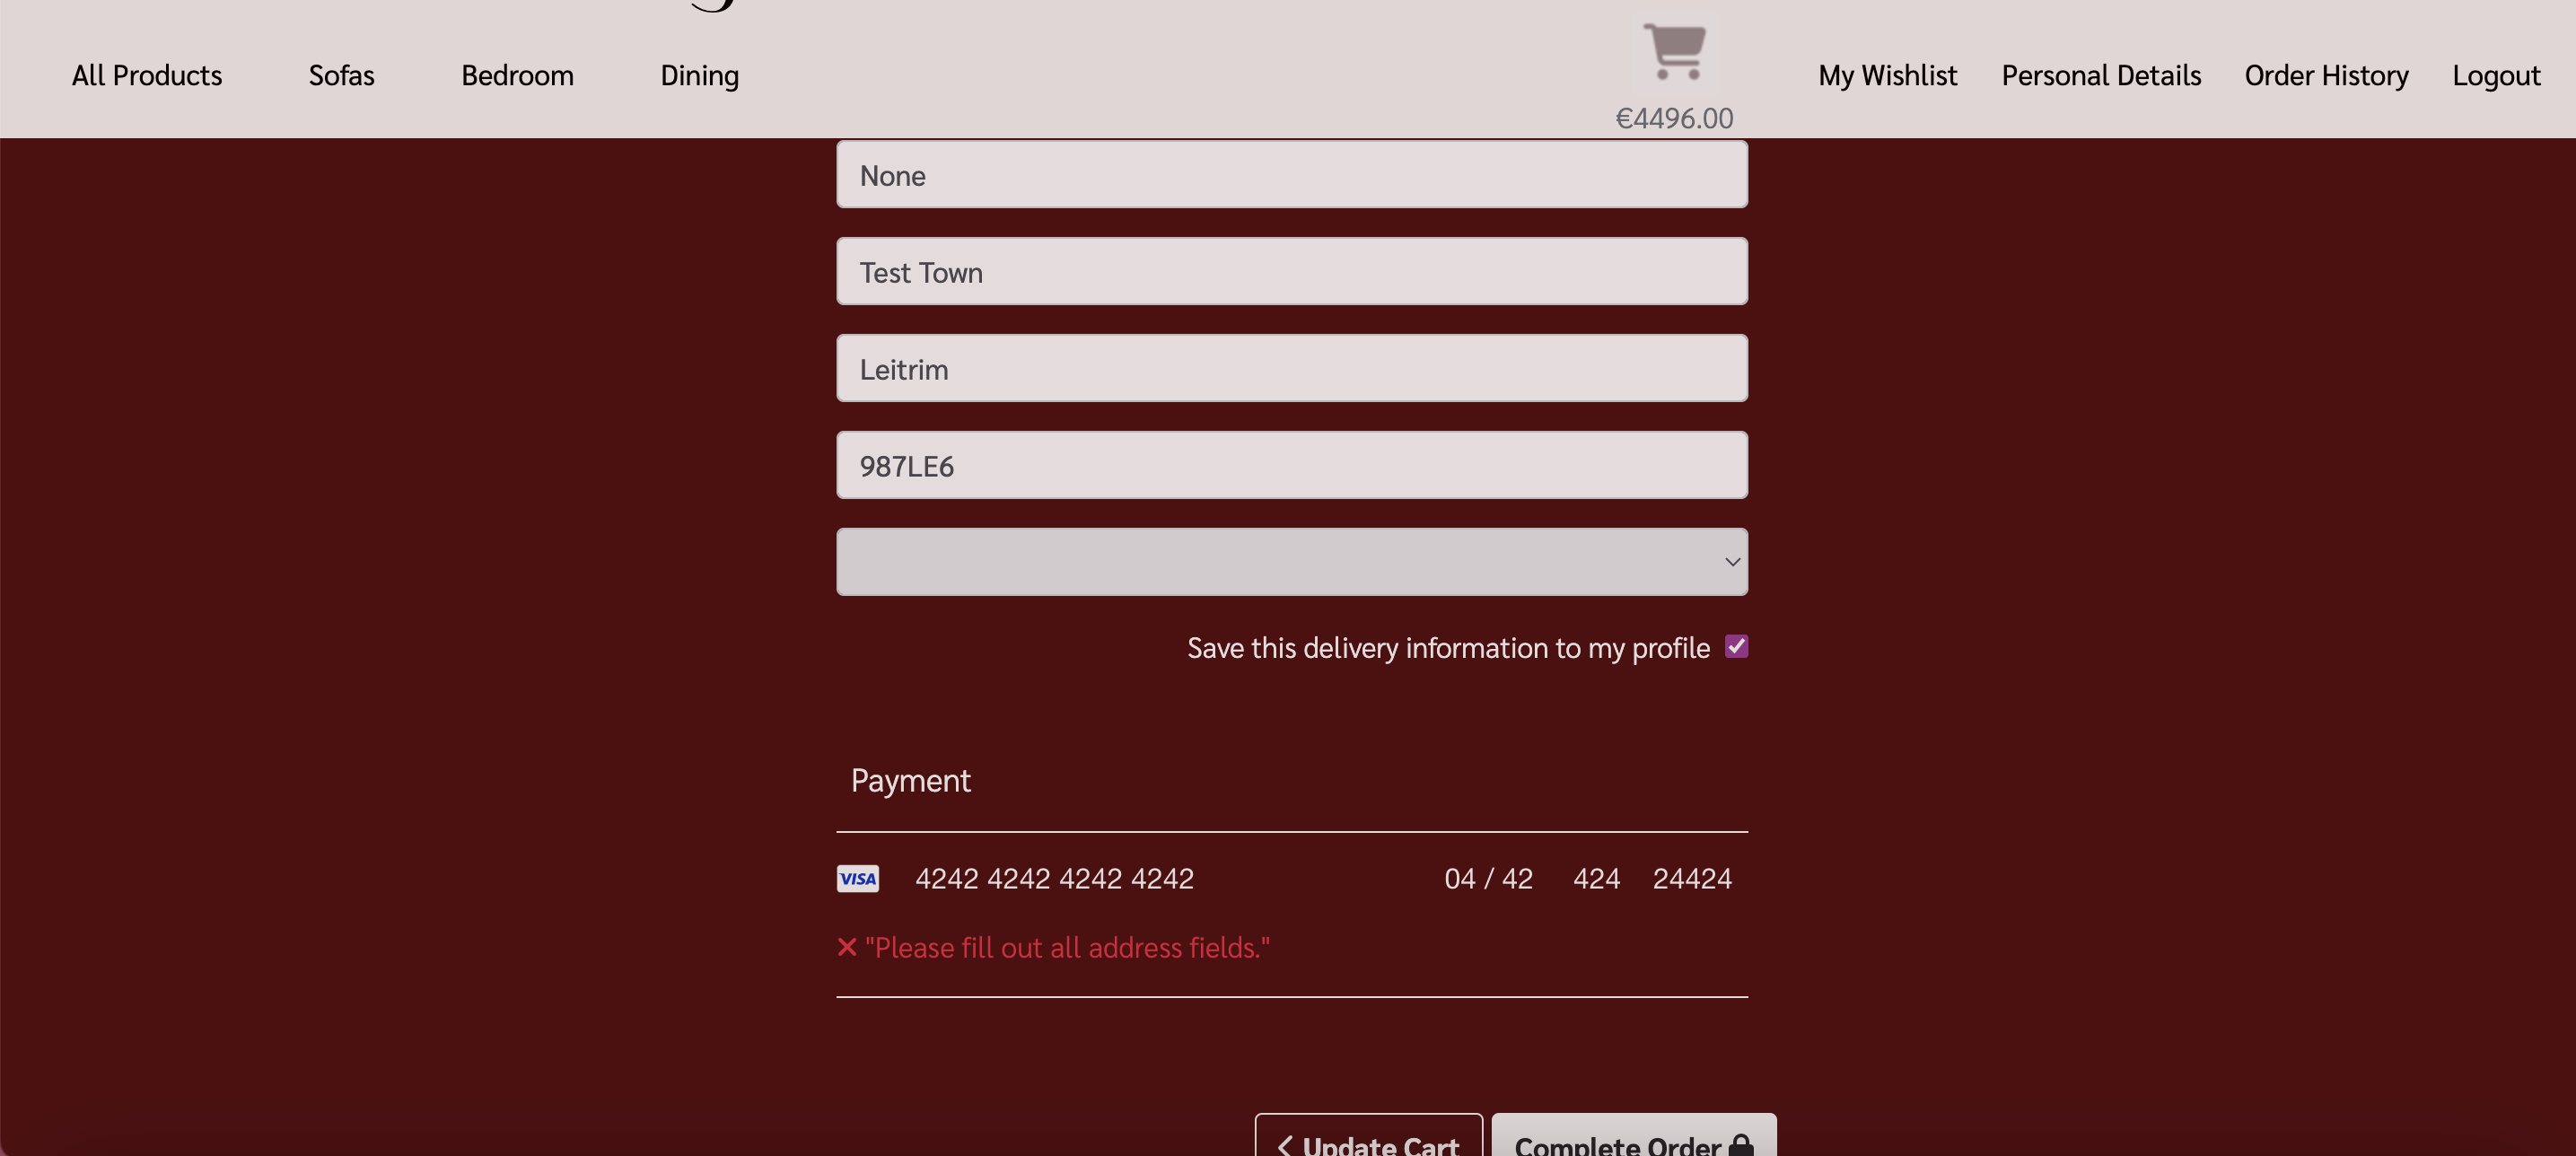 All Products Sofas Bedroom Dining My Wishlist Personal Details Order History Logout
€4496.00
None
Test Town
Leitrim
987LE6
Save this delivery information to my profile
Payment
VISA 4242 4242 4242 4242 04 / 42 424 24424
"Please fill out all address fields."
Update Cart Complete Order